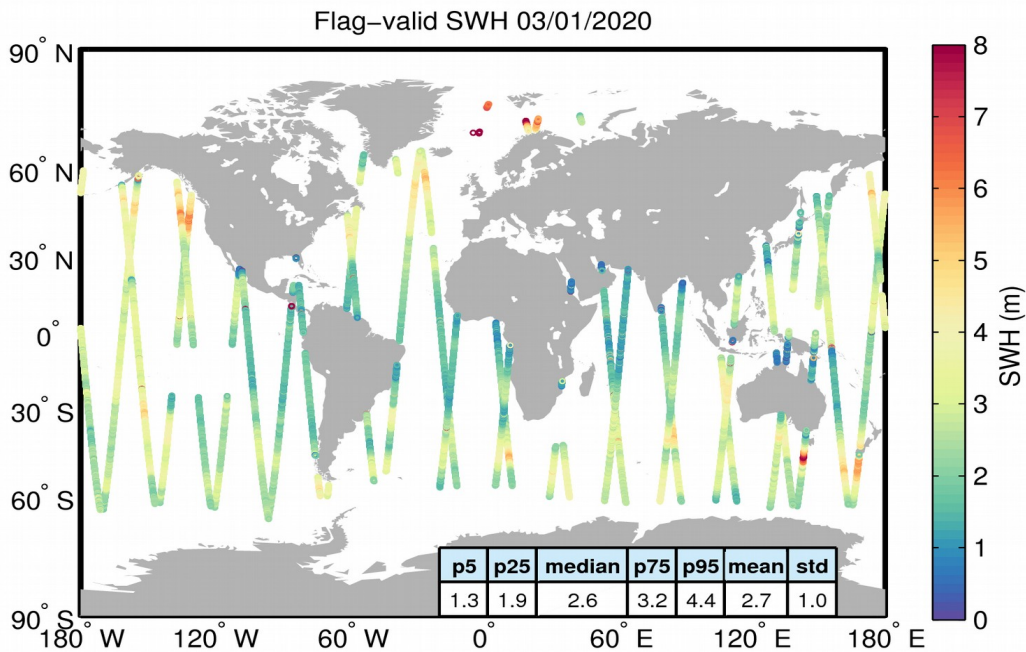 Flag−valid SWH 03/01/2020
90° N
60° N
30° N
0°
30° S
60° S
90° S
180° W
120° W
60° W
0°
60° E
120° E
180° E
p5 p25 median p75 p95 mean std
1.3 1.9 2.6 3.2 4.4 2.7 1.0
8
7
6
5
4
3
2
1
0
SWH (m)